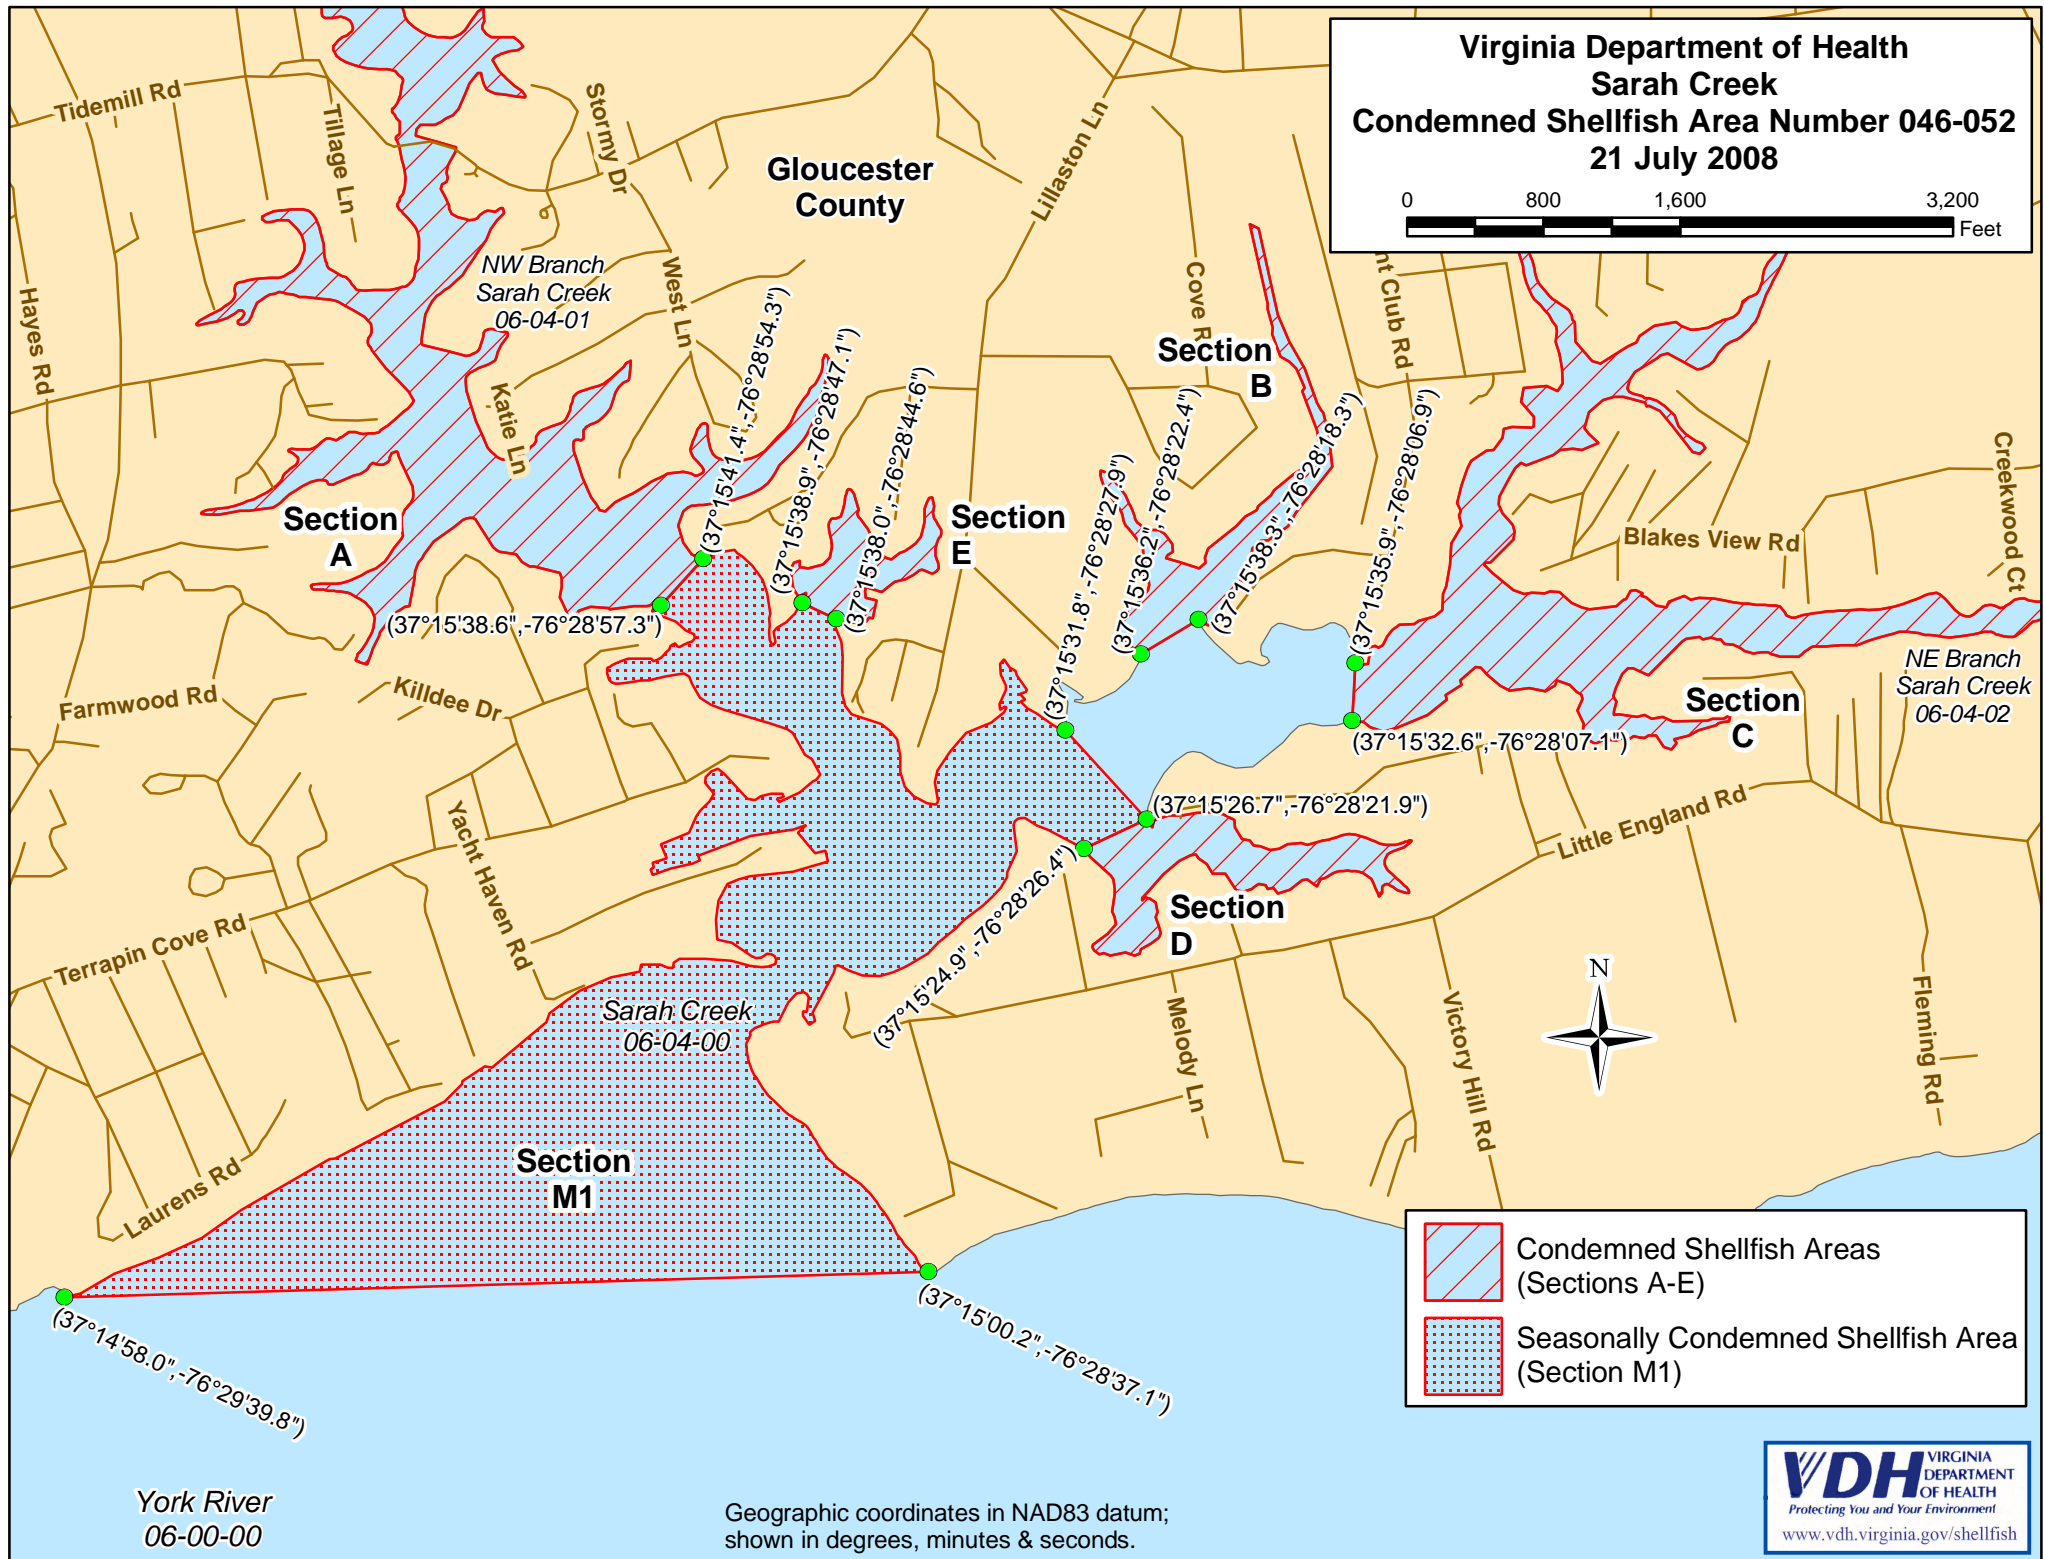 Virginia Department of Health
Sarah Creek
Condemned Shellfish Area Number 046-052
21 July 2008
0 800 1,600 3,200
Feet
Tidemill Rd
Tillage Ln
Stormy Dr
Gloucester
County
Lillaston Ln
Hayes Rd
NW Branch
Sarah Creek
06-04-01
West Ln
Cove R
nt Club Rd
Katie Ln
Section
A
Section
B
Section
E
(37°15'41.4",-76°28'54.3")
(37°15'38.9",-76°28'47.1")
(37°15'38.0",-76°28'44.6")
(37°15'31.8",-76°28'27.9")
(37°15'36.2",-76°28'22.4")
(37°15'38.3",-76°28'18.3")
(37°15'35.9",-76°28'06.9")
(37°15'38.6",-76°28'57.3")
Blakes View Rd
Creekwood Ct
NE Branch
Sarah Creek
06-04-02
Section
C
(37°15'32.6",-76°28'07.1")
Farmwood Rd
Killdee Dr
(37°15'26.7",-76°28'21.9")
Little England Rd
Yacht Haven Rd
(37°15'24.9",-76°28'26.4")
Section
D
Terrapin Cove Rd
Sarah Creek
06-04-00
Melody Ln
Victory Hill Rd
Fleming Rd
N
Section
M1
Laurens Rd
(37°14'58.0",-76°29'39.8")
(37°15'00.2",-76°28'37.1")
Condemned Shellfish Areas
(Sections A-E)
Seasonally Condemned Shellfish Area
(Section M1)
York River
06-00-00
Geographic coordinates in NAD83 datum;
shown in degrees, minutes & seconds.
VDH VIRGINIA
DEPARTMENT
OF HEALTH
Protecting You and Your Environment
www.vdh.virginia.gov/shellfish